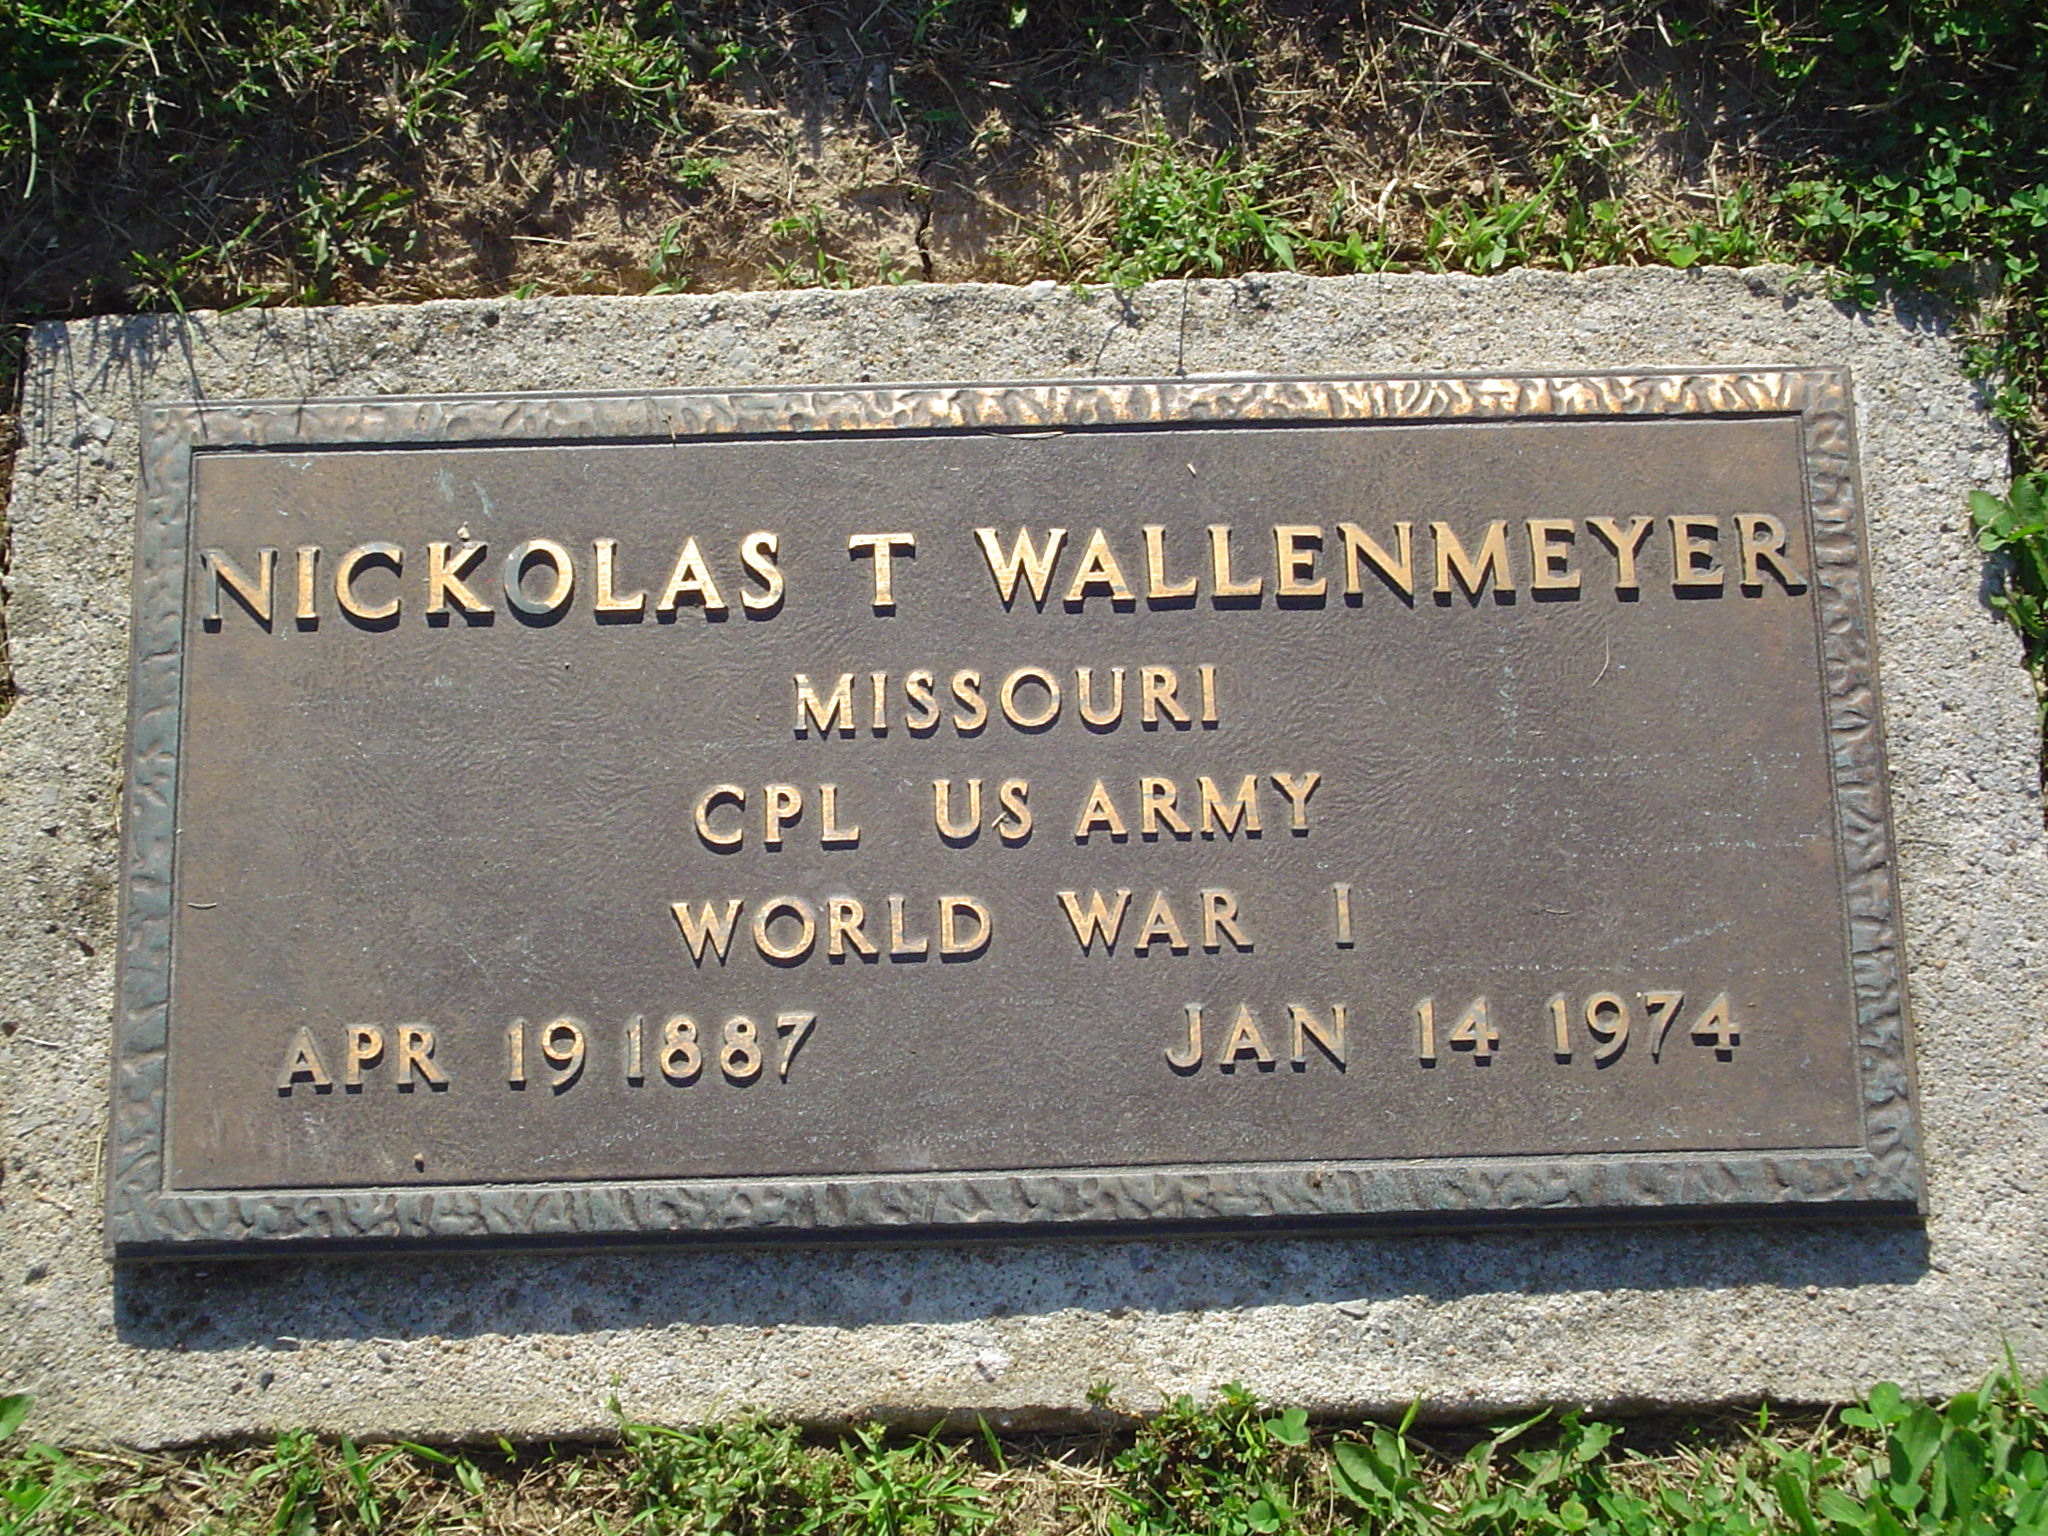 NICKOLAS T WALLENMEYER
MISSOURI
CPL US ARMY
WORLD WAR I
APR 19 1887 JAN 14 1974